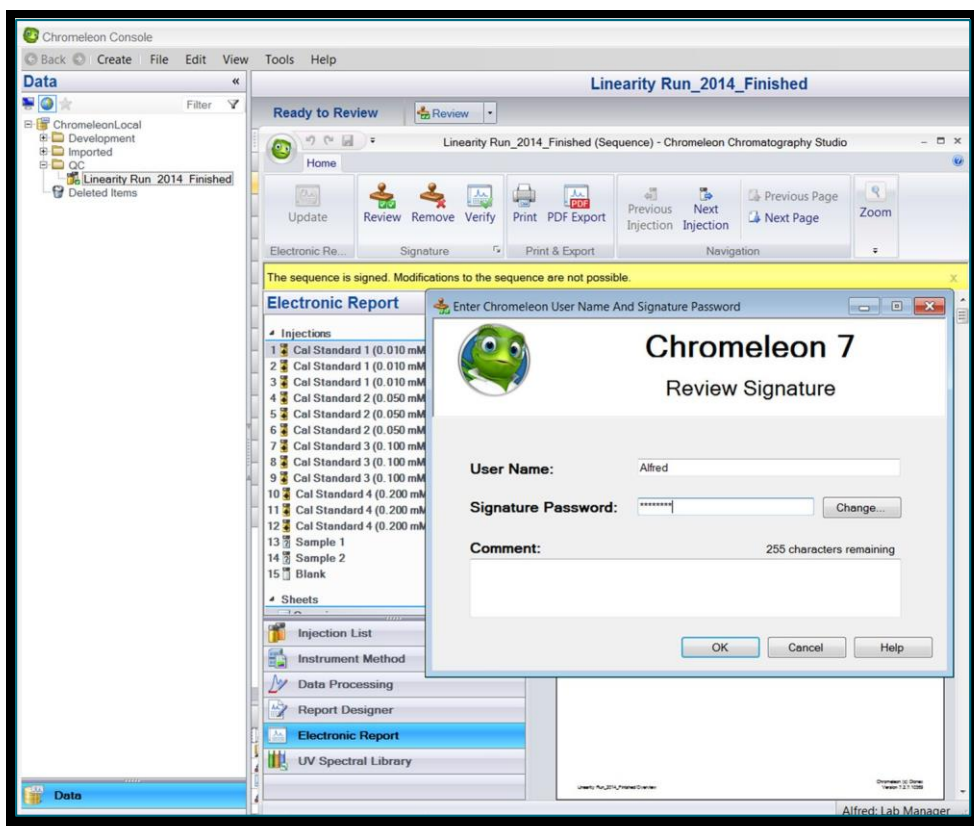 Chromeleon Console
Back Create File Edit View Tools Help
Data «
Linearity Run_2014_Finished
Filter
Ready to Review Review
ChromeleonLocal
Development
Imported
QC
Linearity Run_2014_Finished
Deleted Items
Linearity Run_2014_Finished (Sequence) - Chromeleon Chromatography Studio
Home
Update Review Remove Verify Print PDF Export Previous Injection Next Injection Previous Page Next Page Zoom
Electronic Re... Signature Print & Export Navigation
The sequence is signed. Modifications to the sequence are not possible. x
Electronic Report
Enter Chromeleon User Name And Signature Password
Chromeleon 7
Review Signature
Injections
1 Cal Standard 1 (0.010 mM
2 Cal Standard 1 (0.010 mM
3 Cal Standard 1 (0.010 mM
4 Cal Standard 2 (0.050 mM
5 Cal Standard 2 (0.050 mM
6 Cal Standard 2 (0.050 mM
7 Cal Standard 3 (0.100 mM
8 Cal Standard 3 (0.100 mM
9 Cal Standard 3 (0.100 mM
10 Cal Standard 4 (0.200 mM
11 Cal Standard 4 (0.200 mM
12 Cal Standard 4 (0.200 mM
13 Sample 1
14 Sample 2
15 Blank
Sheets
User Name: Alfred
Signature Password: ******** Change...
Comment: 255 characters remaining
OK Cancel Help
Injection List
Instrument Method
Data Processing
Report Designer
Electronic Report
UV Spectral Library
Data
Alfred: Lab Manager